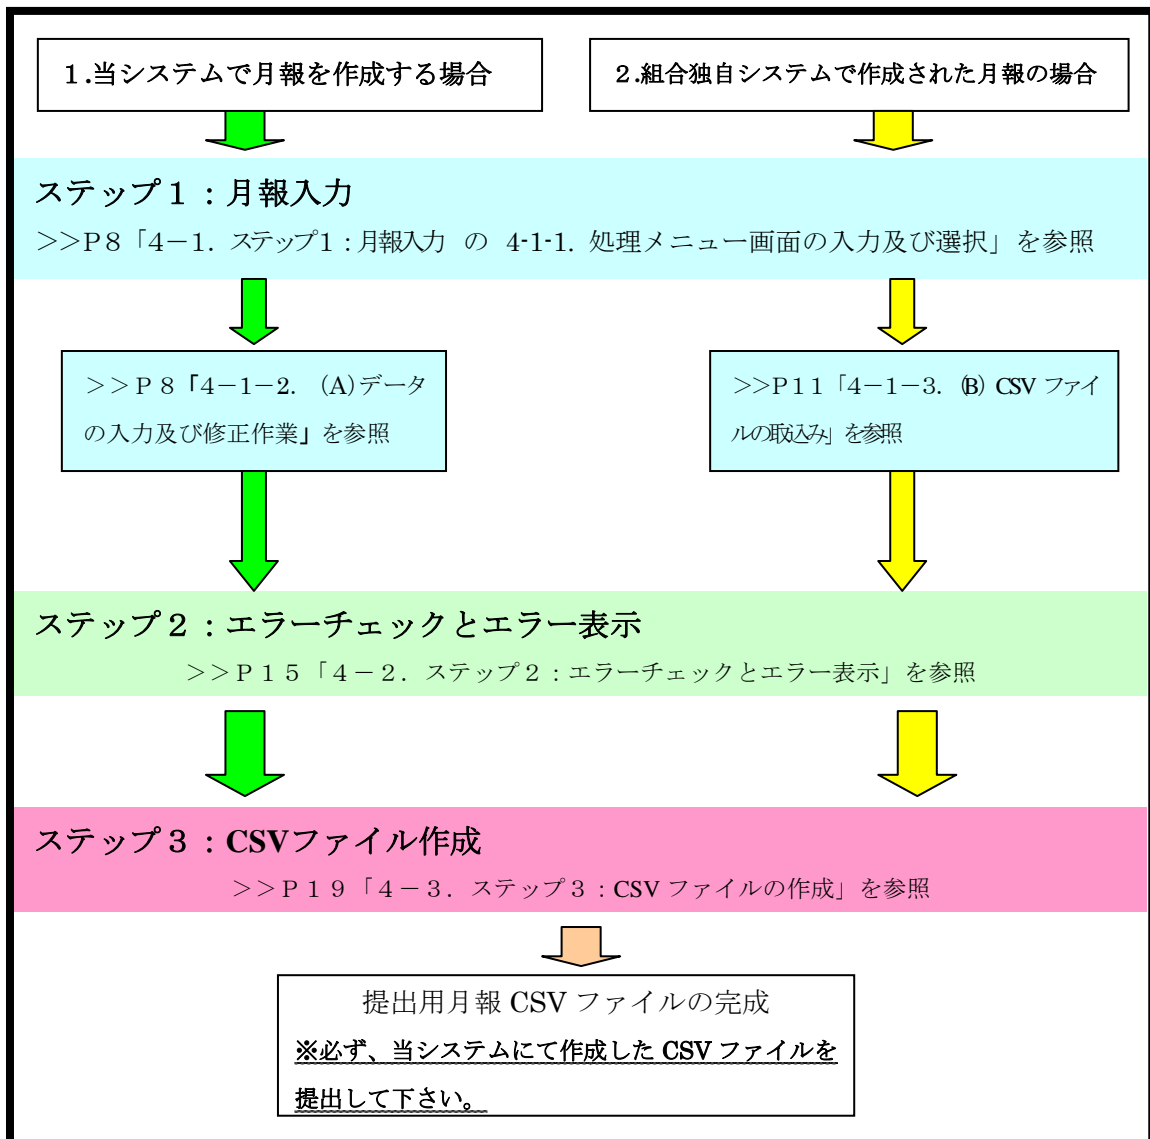 １.当システムで月報を作成する場合
２.組合独自システムで作成された月報の場合
ステップ１：月報入力
>>P８「４－１．ステップ１：月報入力 の 4-1-1. 処理メニュー画面の入力及び選択」を参照
>>P８「４－１－２．(A)データ
の入力及び修正作業」を参照
>>P１１「４－１－３．(B) CSV ファイ
ルの取込み」を参照
ステップ２：エラーチェックとエラー表示
>>P１５「４－２．ステップ２：エラーチェックとエラー表示」を参照
ステップ３：CSVファイル作成
>>P１９「４－３．ステップ３：CSV ファイルの作成」を参照
提出用月報 CSV ファイルの完成
※必ず、当システムにて作成した CSV ファイルを
提出して下さい。